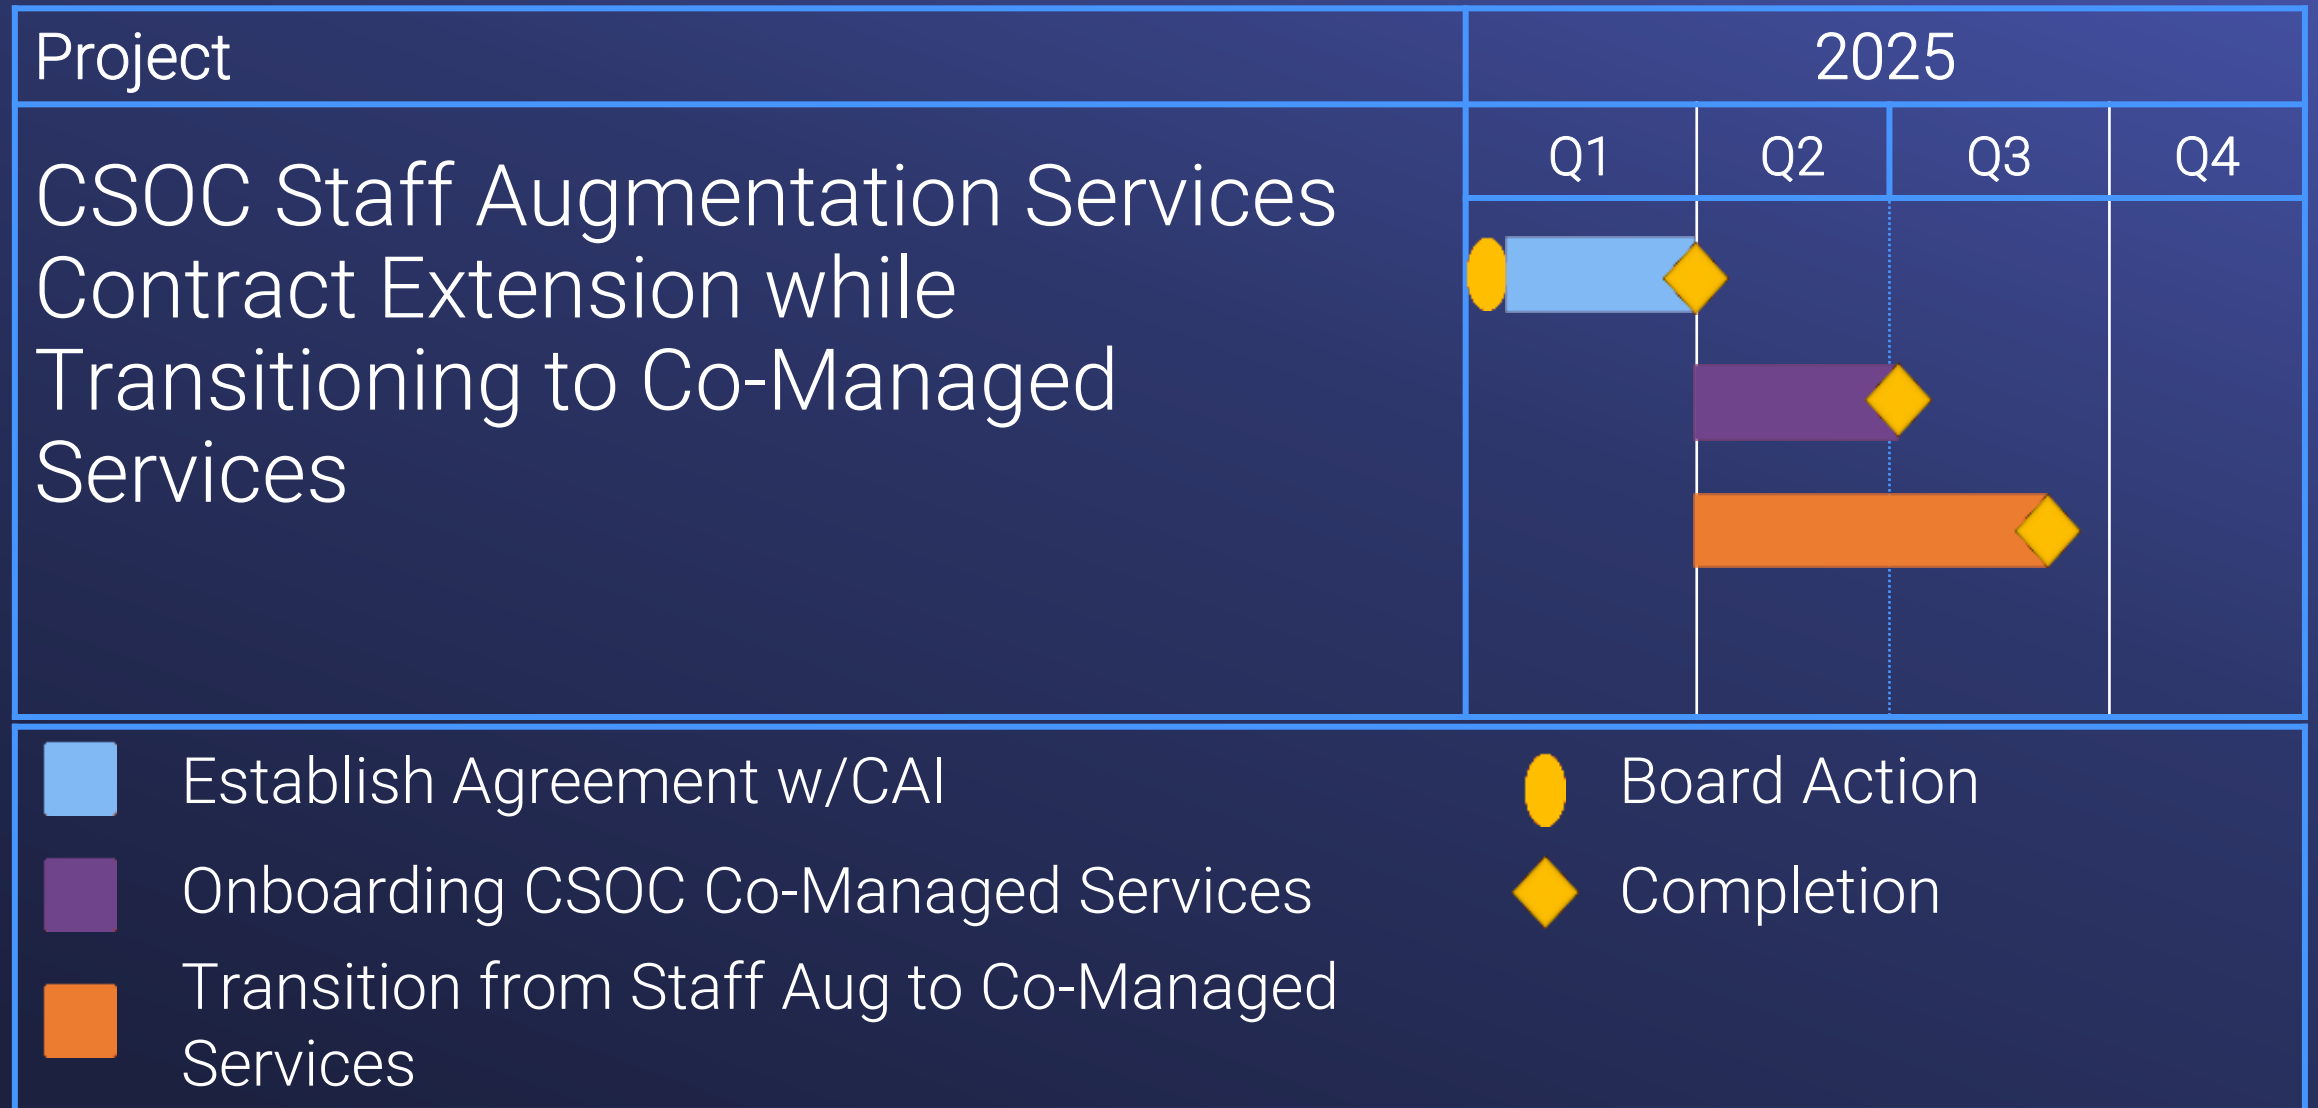 Project
2025
Q1 Q2 Q3 Q4
CSOC Staff Augmentation Services
Contract Extension while
Transitioning to Co-Managed
Services
Establish Agreement w/CAI
Onboarding CSOC Co-Managed Services
Transition from Staff Aug to Co-Managed
Services
Board Action
Completion